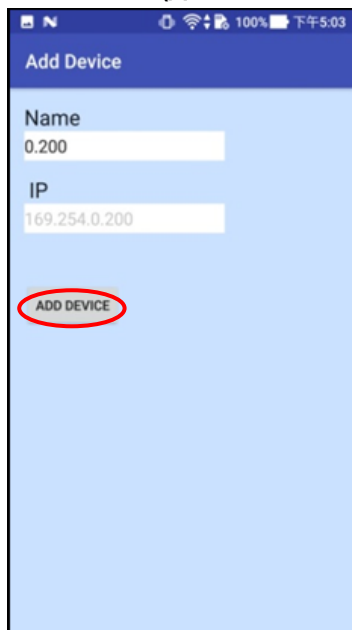 100% 下午5:03
Add Device
Name
0.200
IP
169.254.0.200
ADD DEVICE